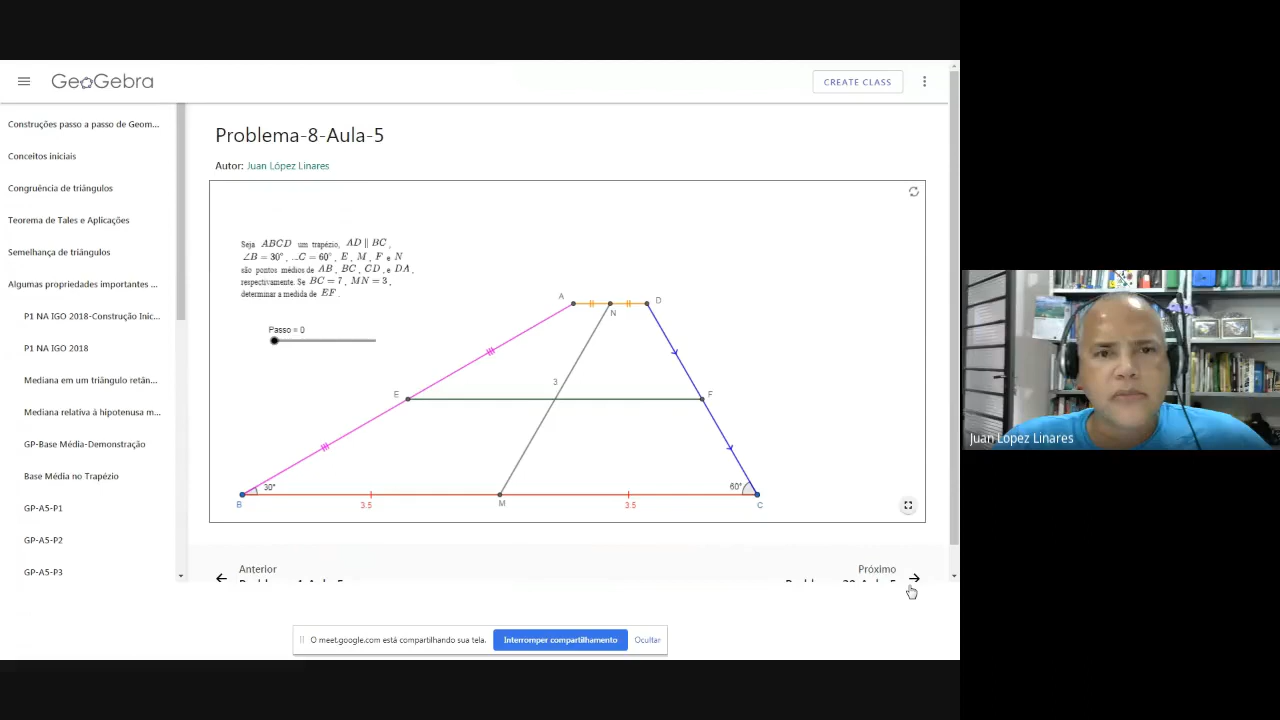 GeoGebra
CREATE CLASS
Construções passo a passo de Geom...
Conceitos iniciais
Congruência de triângulos
Teorema de Tales e Aplicações
Semelhança de triângulos
Algumas propriedades importantes ...
P1 NA IGO 2018-Construção Inic...
P1 NA IGO 2018
Mediana em um triângulo retân...
Mediana relativa à hipotenusa m...
GP-Base Média-Demonstração
Base Média no Trapézio
GP-A5-P1
GP-A5-P2
GP-A5-P3
Problema-8-Aula-5
Autor: Juan López Linares
Seja ABCD um trapézio, AD ∥ BC ,
∠B = 30° , ∠C = 60° , E , M , F e N
são pontos médios de AB , BC , CD , e DA ,
respectivamente. Se BC = 7 , MN = 3 ,
determinar a medida de EF .
Passo = 0
A
D
N
3
E
F
30°
60°
B
3.5
M
3.5
C
Anterior
Próximo
O meet.google.com está compartilhando sua tela.
Interromper compartilhamento
Ocultar
Juan Lopez Linares